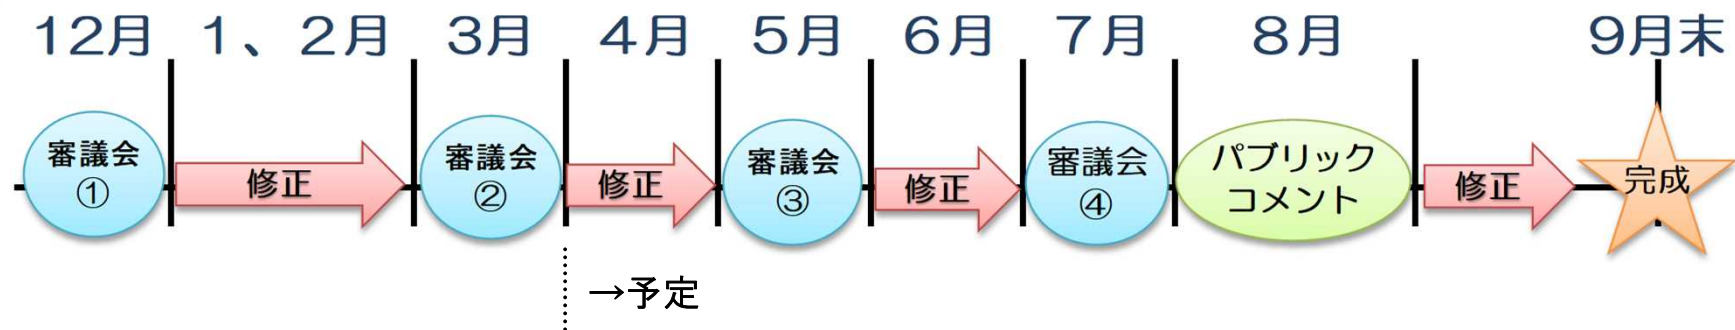 12月 1、2月 3月 4月 5月 6月 7月 8月 9月末
審議会
①
修正
審議会
②
修正
審議会
③
修正
審議会
④
パブリック
コメント
修正
完成
→予定